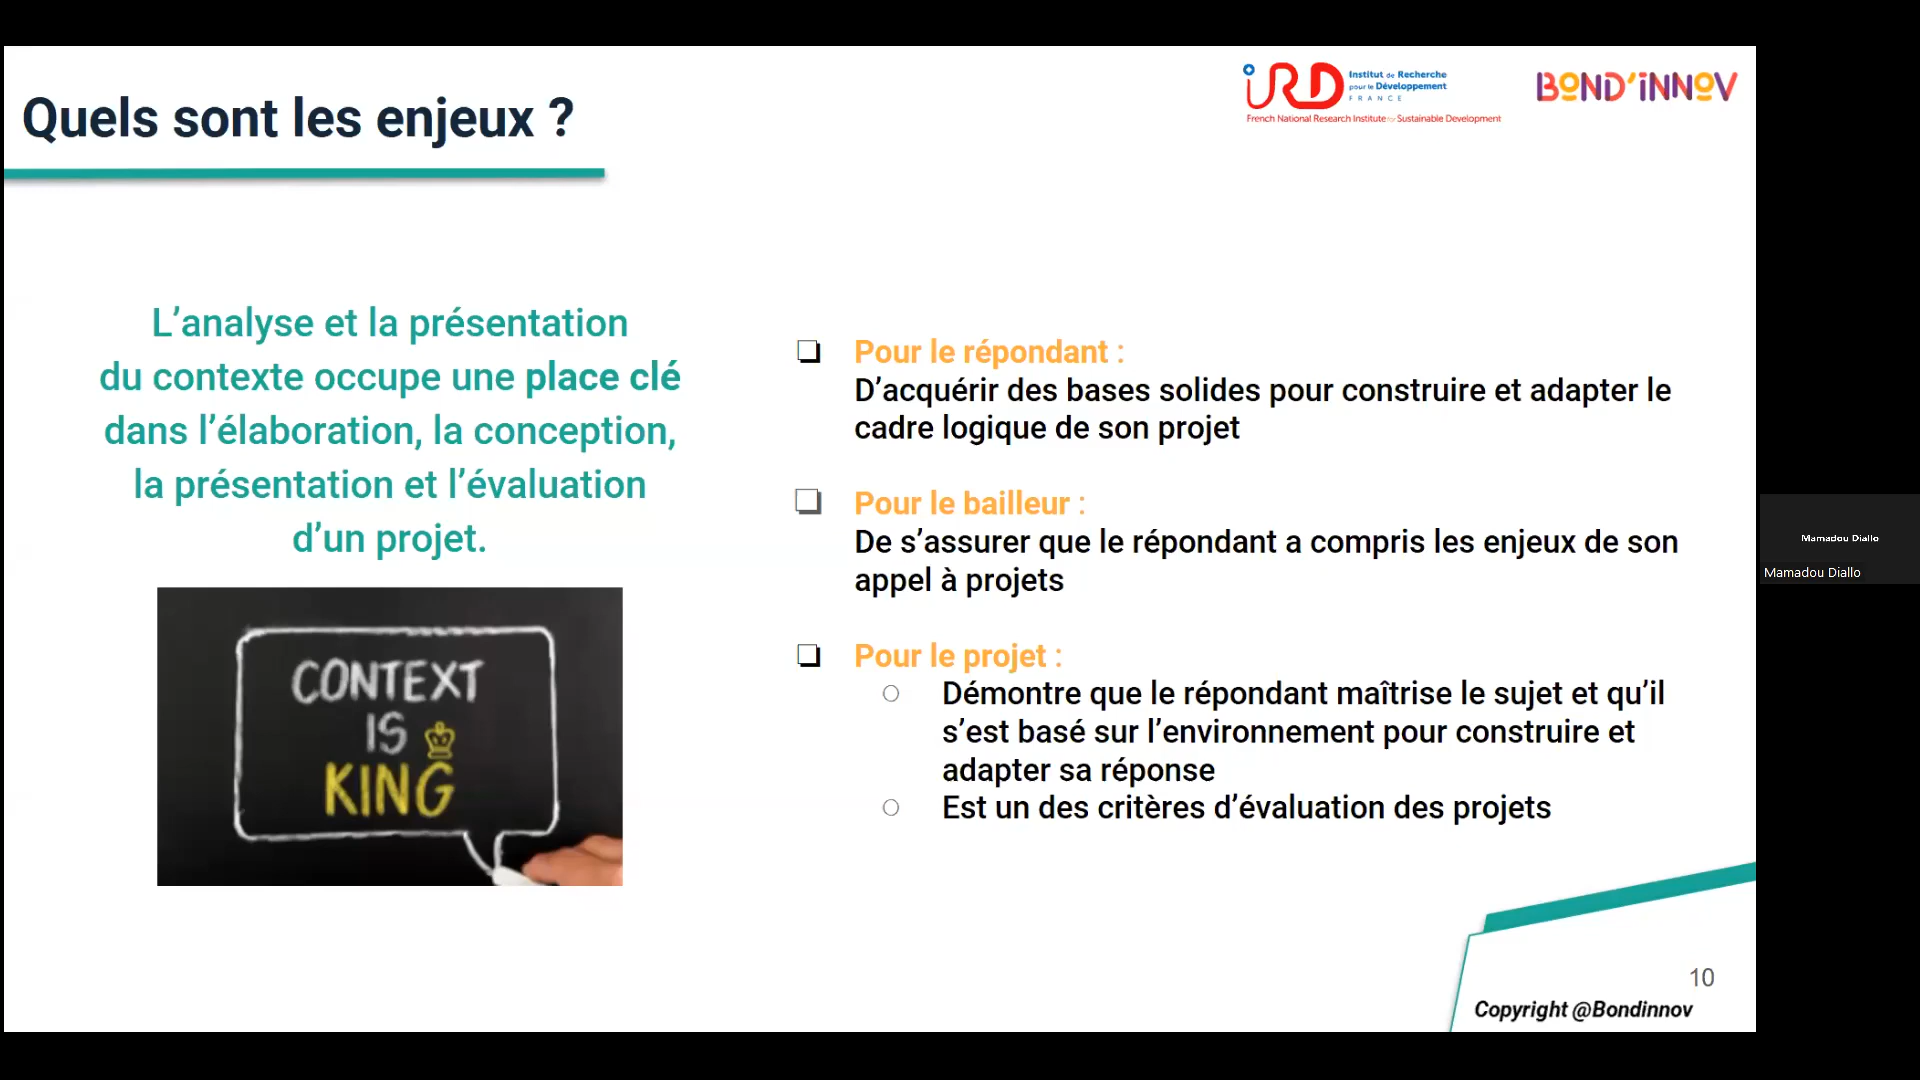 Quels sont les enjeux ?
iRD
Institut de Recherche
pour le Développement
FRANCE
French National Research Institute for Sustainable Development
BOND'iNNOV
L’analyse et la présentation
du contexte occupe une place clé
dans l’élaboration, la conception,
la présentation et l’évaluation
d’un projet.
CONTEXT
IS
KING
Pour le répondant :
D’acquérir des bases solides pour construire et adapter le
cadre logique de son projet
Pour le bailleur :
De s’assurer que le répondant a compris les enjeux de son
appel à projets
Pour le projet :
Démontre que le répondant maîtrise le sujet et qu’il
s’est basé sur l’environnement pour construire et
adapter sa réponse
Est un des critères d’évaluation des projets
10
Copyright @Bondinnov
Mamadou Diallo
Mamadou Diallo